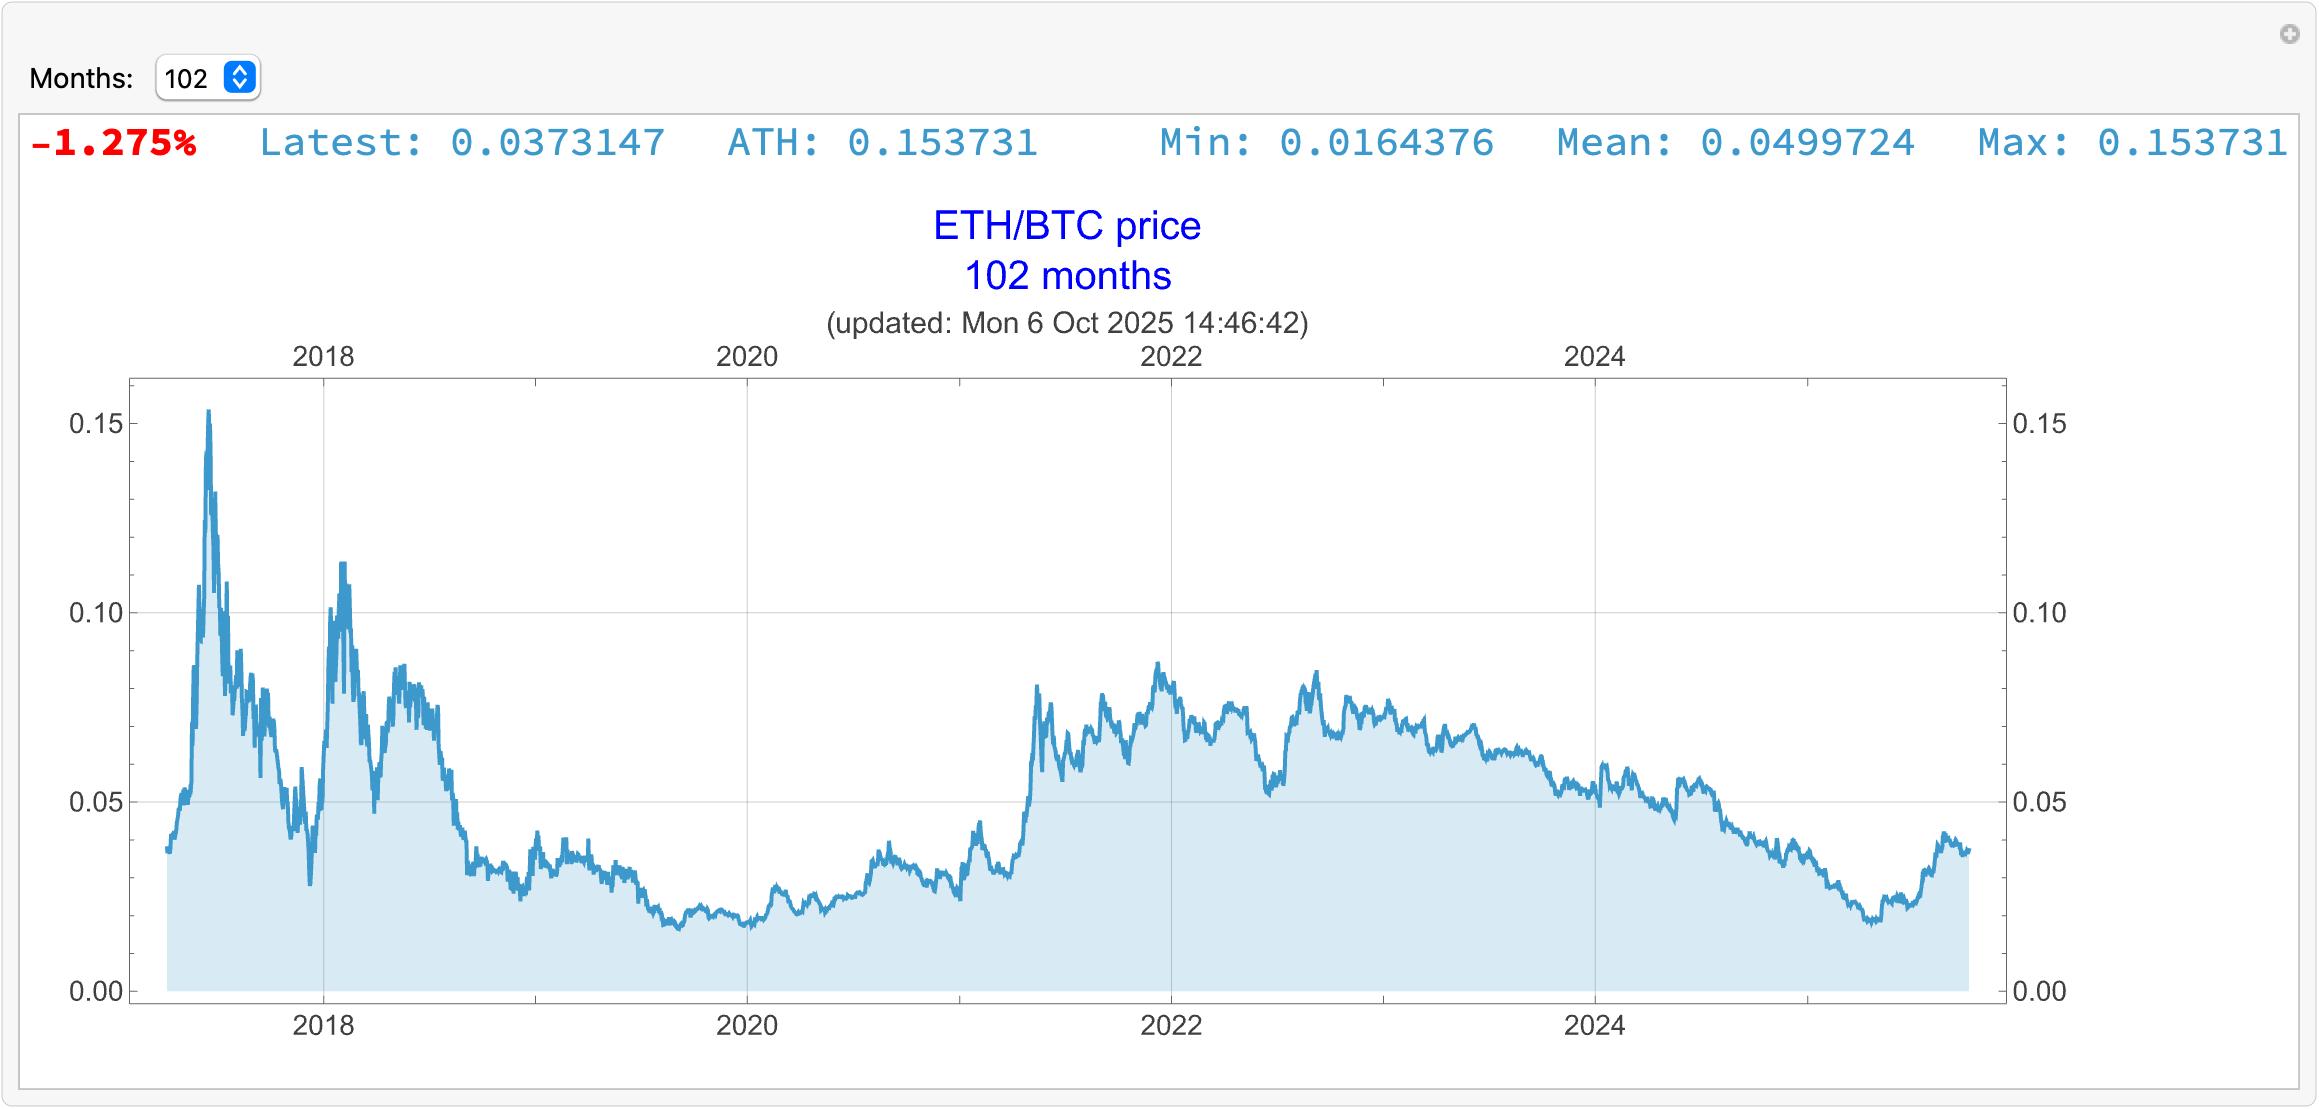 Months: 102
-1.275% Latest: 0.0373147 ATH: 0.153731 Min: 0.0164376 Mean: 0.0499724 Max: 0.153731
ETH/BTC price
102 months
(updated: Mon 6 Oct 2025 14:46:42)
2018 2020 2022 2024
0.15 0.15
0.10 0.10
0.05 0.05
0.00 0.00
2018 2020 2022 2024